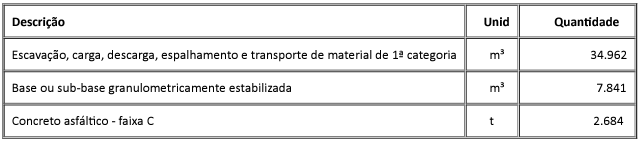 Descrição Unid Quantidade
Escavação, carga, descarga, espalhamento e transporte de material de 1ª categoria m³ 34.962
Base ou sub-base granulometricamente estabilizada m³ 7.841
Concreto asfáltico - faixa C t 2.684